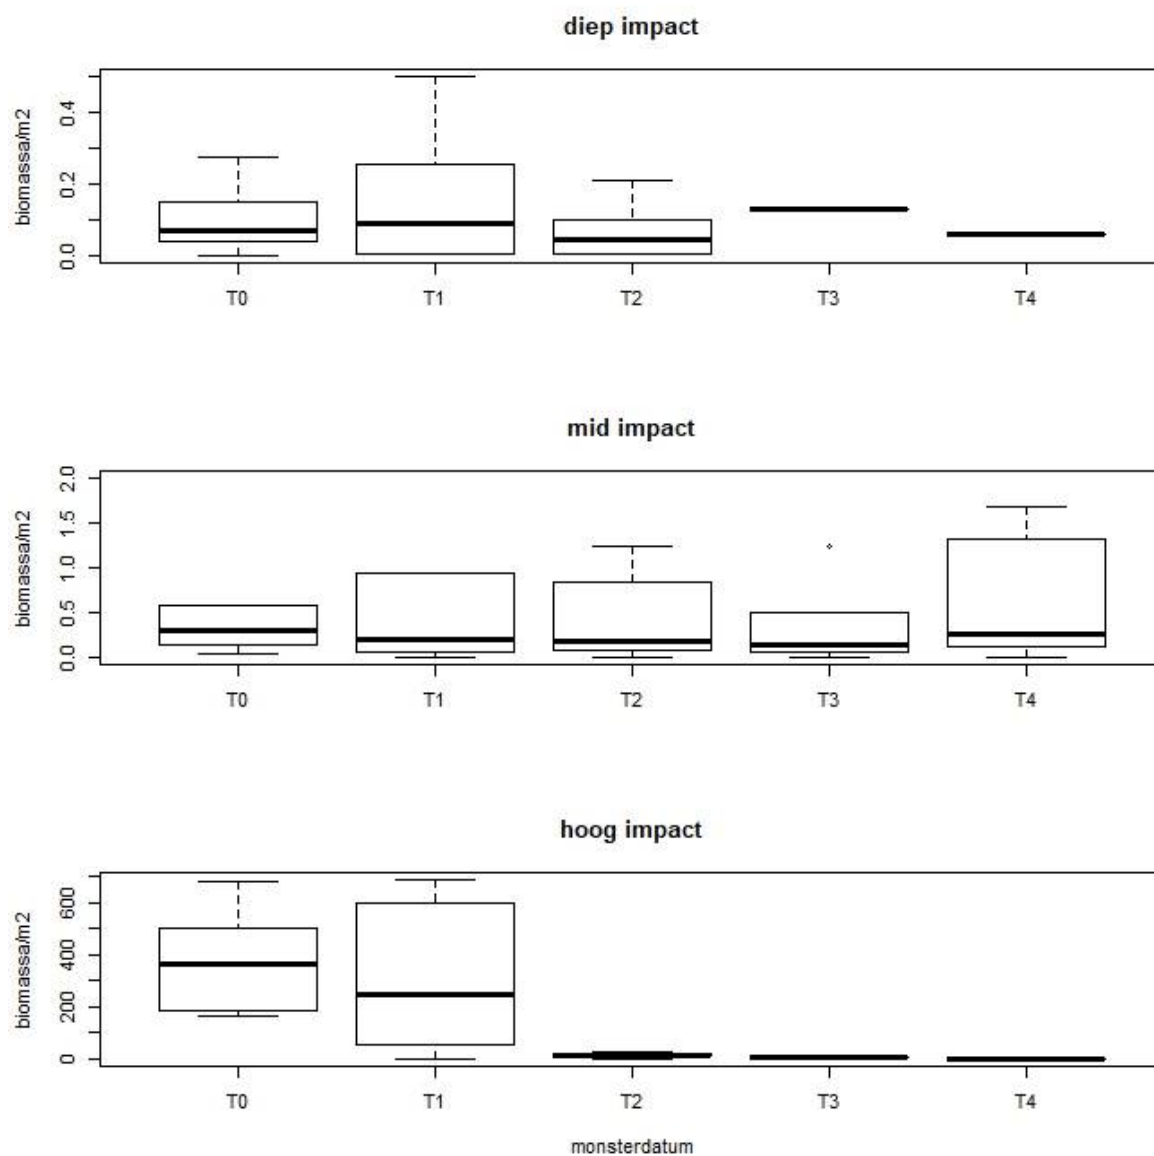 diep impact
biomassa/m2
0.4
0.2
0.0
T0 T1 T2 T3 T4
mid impact
biomassa/m2
2.0
1.5
1.0
0.5
0.0
T0 T1 T2 T3 T4
hoog impact
biomassa/m2
600
400
200
0
T0 T1 T2 T3 T4
monsterdatum